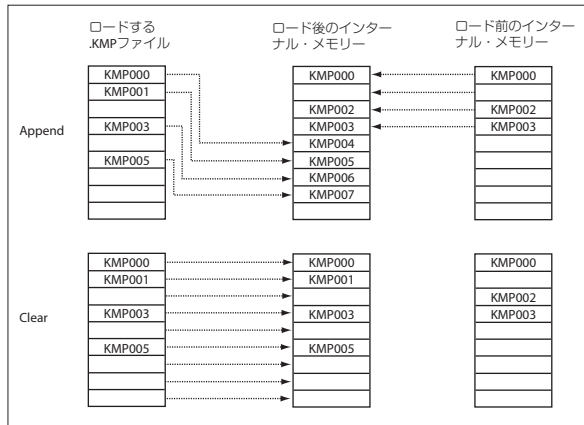 ロードする
.KMPファイル
ロード後のインター
ナル・メモリー
ロード前のインター
ナル・メモリー
Append
KMP000
KMP001
KMP003
KMP005
KMP000
KMP002
KMP003
KMP004
KMP005
KMP006
KMP007
KMP000
KMP002
KMP003
Clear
KMP000
KMP001
KMP003
KMP005
KMP000
KMP001
KMP003
KMP005
KMP000
KMP002
KMP003